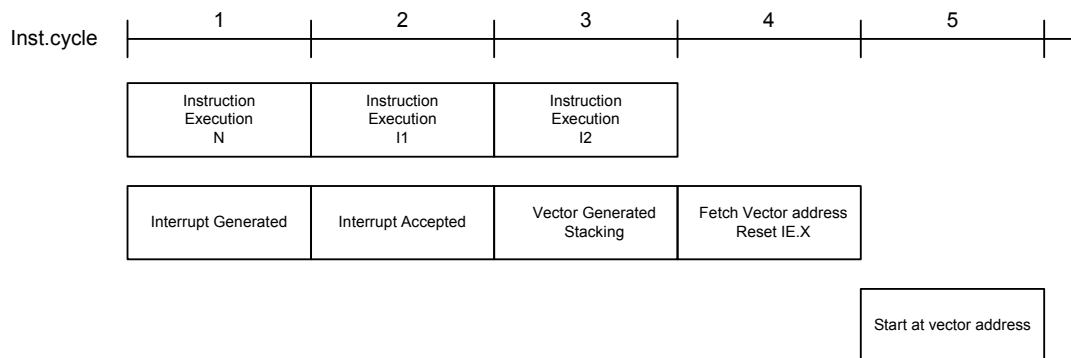 1 2 3 4 5
Inst.cycle
Instruction
Execution
N
Instruction
Execution
I1
Instruction
Execution
I2
Interrupt Generated
Interrupt Accepted
Vector Generated
Stacking
Fetch Vector address
Reset IE.X
Start at vector address